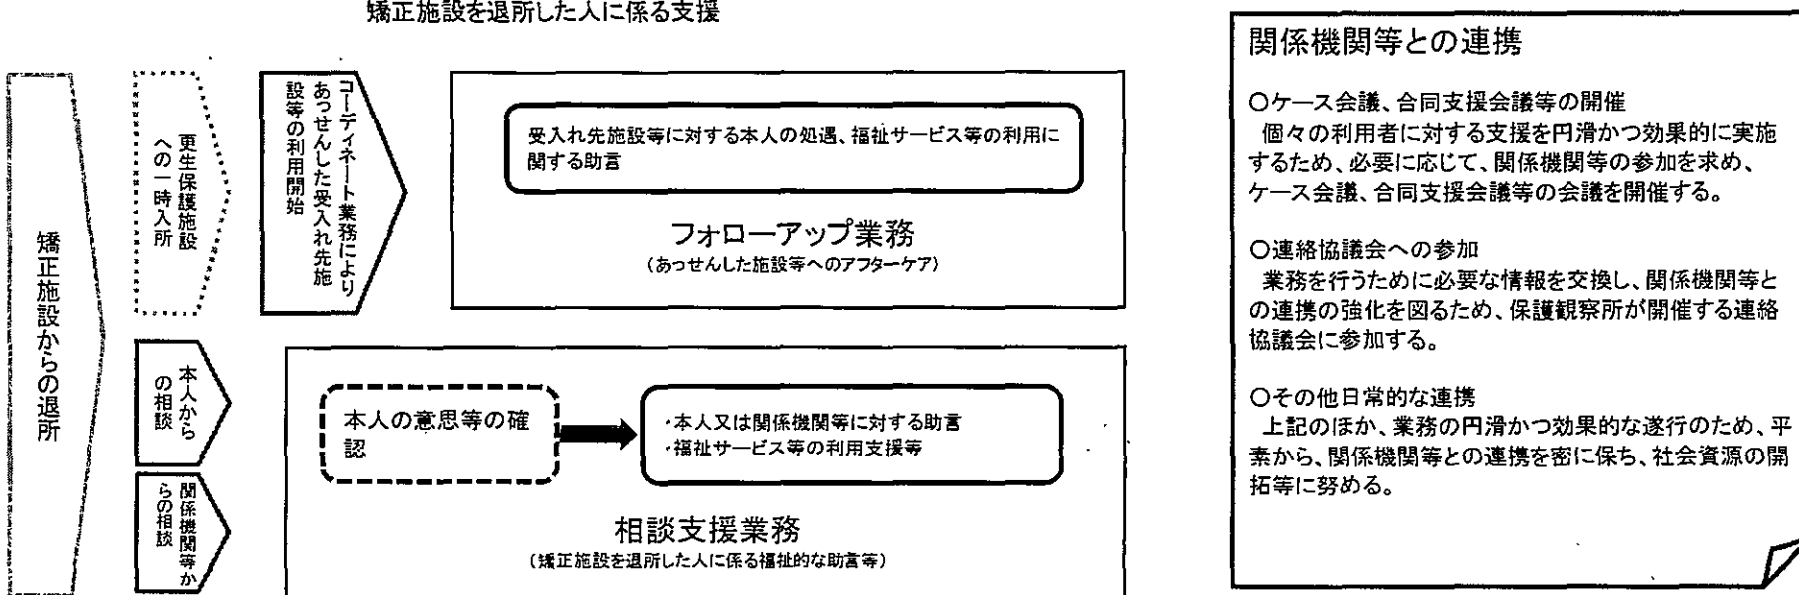 矯正施設を退所した人に係る支援
矯正施設からの退所
更生保護施設
への一時入所
コーディネート業務により
あっせんした受入れ先施
設等の利用開始
受入れ先施設等に対する本人の処遇、福祉サービス等の利用に
関する助言
フォローアップ業務
(あっせんした施設等へのアフターケア)
本人から
の相談
関係機関等か
らの相談
本人の意思等の確
認
・本人又は関係機関等に対する助言
・福祉サービス等の利用支援等
相談支援業務
(矯正施設を退所した人に係る福祉的な助言等)
関係機関等との連携
○ケース会議、合同支援会議等の開催
個々の利用者に対する支援を円滑かつ効果的に実施
するため、必要に応じて、関係機関等の参加を求め、
ケース会議、合同支援会議等の会議を開催する。
○連絡協議会への参加
業務を行うために必要な情報を交換し、関係機関等と
の連携の強化を図るため、保護観察所が開催する連絡
協議会に参加する。
○その他日常的な連携
上記のほか、業務の円滑かつ効果的な遂行のため、平
素から、関係機関等との連携を密に保ち、社会資源の開
拓等に努める。